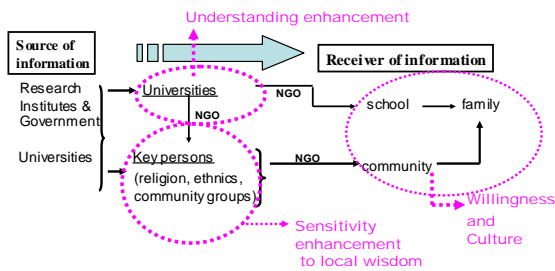 Understanding enhancement
Source of
information
Receiver of information
Research
Institutes &
Government
Universities
Universities
NGO
NGO
school
family
Key persons
(religion, ethnics,
community groups)
NGO
community
Willingness
and
Culture
Sensitivity
enhancement
to local wisdom